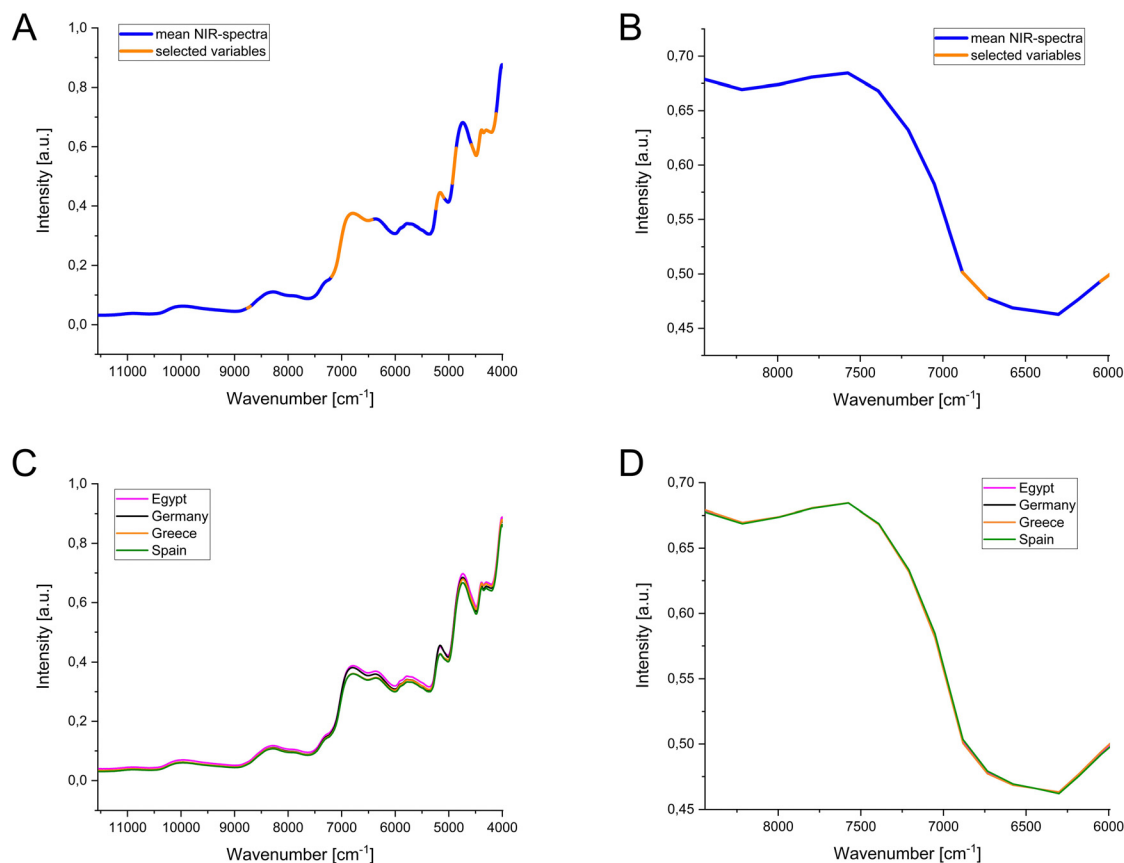 A
mean NIR-spectra
selected variables
1,0
0,8
0,6
0,4
0,2
0,0
Intensity [a.u.]
11000 10000 9000 8000 7000 6000 5000 4000
Wavenumber [cm⁻¹]
B
mean NIR-spectra
selected variables
0,70
0,65
0,60
0,55
0,50
0,45
Intensity [a.u.]
8000 7500 7000 6500 6000
Wavenumber [cm⁻¹]
C
Egypt
Germany
Greece
Spain
1,0
0,8
0,6
0,4
0,2
0,0
Intensity [a.u.]
11000 10000 9000 8000 7000 6000 5000 4000
Wavenumber [cm⁻¹]
D
Egypt
Germany
Greece
Spain
0,70
0,65
0,60
0,55
0,50
0,45
Intensity [a.u.]
8000 7500 7000 6500 6000
Wavenumber [cm⁻¹]